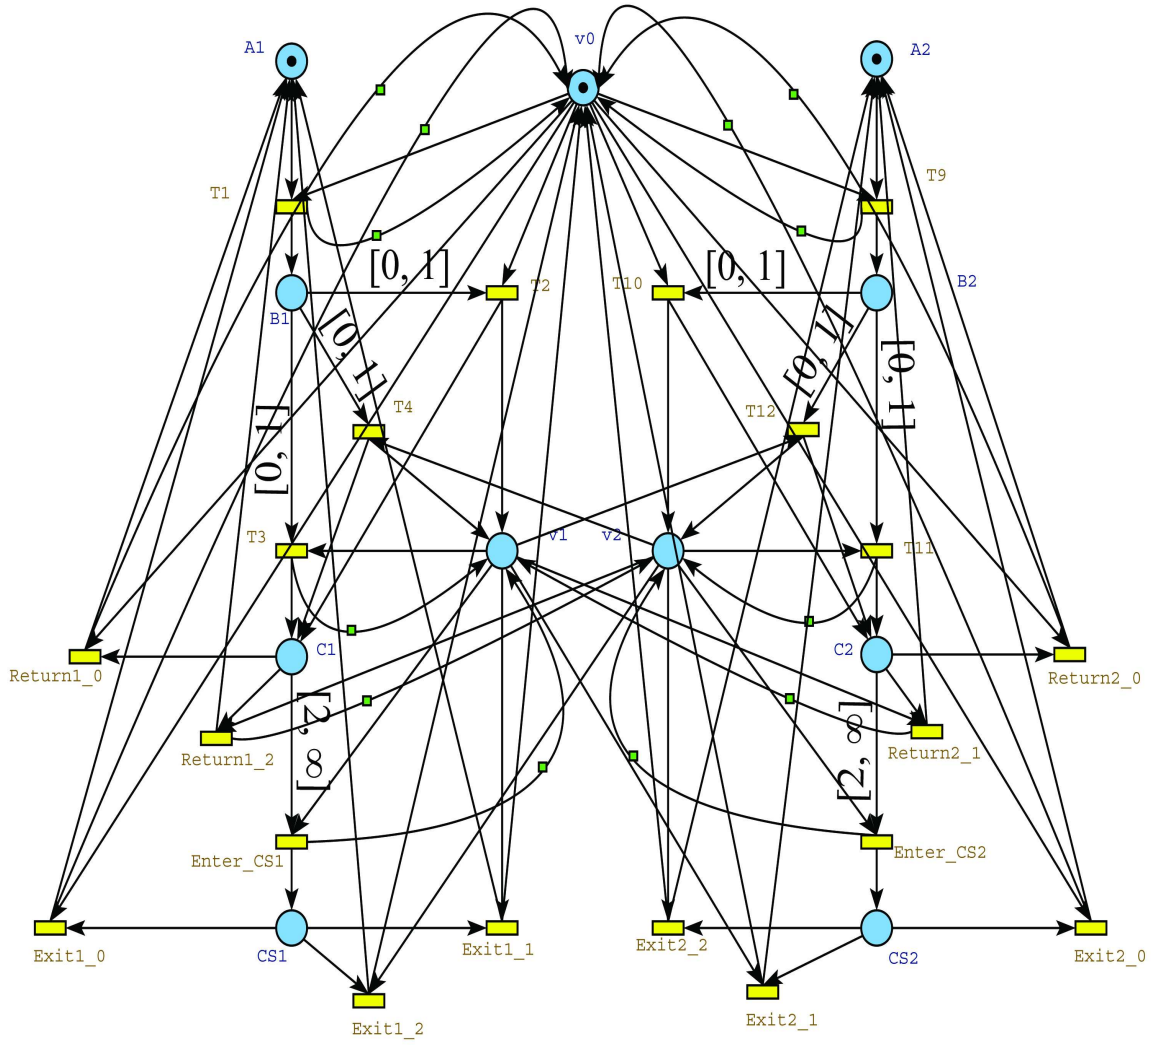 A1
v0
A2
T1
T9
[0, 1]
T2
T10
[0, 1]
B2
B1
[0, 1]
[0, 1]
[0, 1]
T4
T12
[0, 1]
T3
v1
v2
T11
C1
C2
Return1_0
Return2_0
[2, ∞]
[2, ∞]
Return1_2
Return2_1
Enter_CS1
Enter_CS2
Exit1_0
CS1
Exit1_1
Exit2_2
CS2
Exit2_0
Exit1_2
Exit2_1